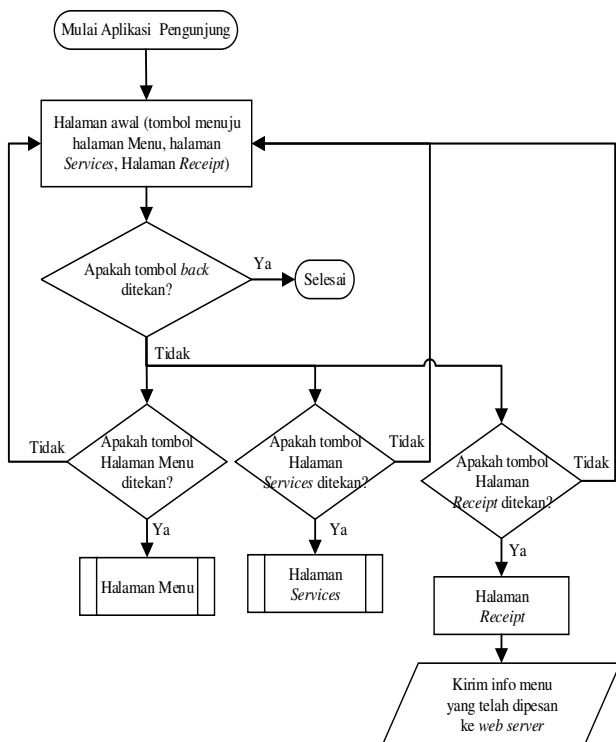 Mulai Aplikasi Pengunjung
Halaman awal (tombol menuju
halaman Menu, halaman
Services, Halaman Receipt)
Apakah tombol back
ditekan?
Ya
Selesai
Tidak
Apakah tombol
Halaman Menu
ditekan?
Tidak
Ya
Halaman Menu
Apakah tombol
Halaman
Services ditekan?
Tidak
Ya
Halaman
Services
Apakah tombol
Halaman
Receipt ditekan?
Tidak
Ya
Halaman
Receipt
Kirim info menu
yang telah dipesan
ke web server